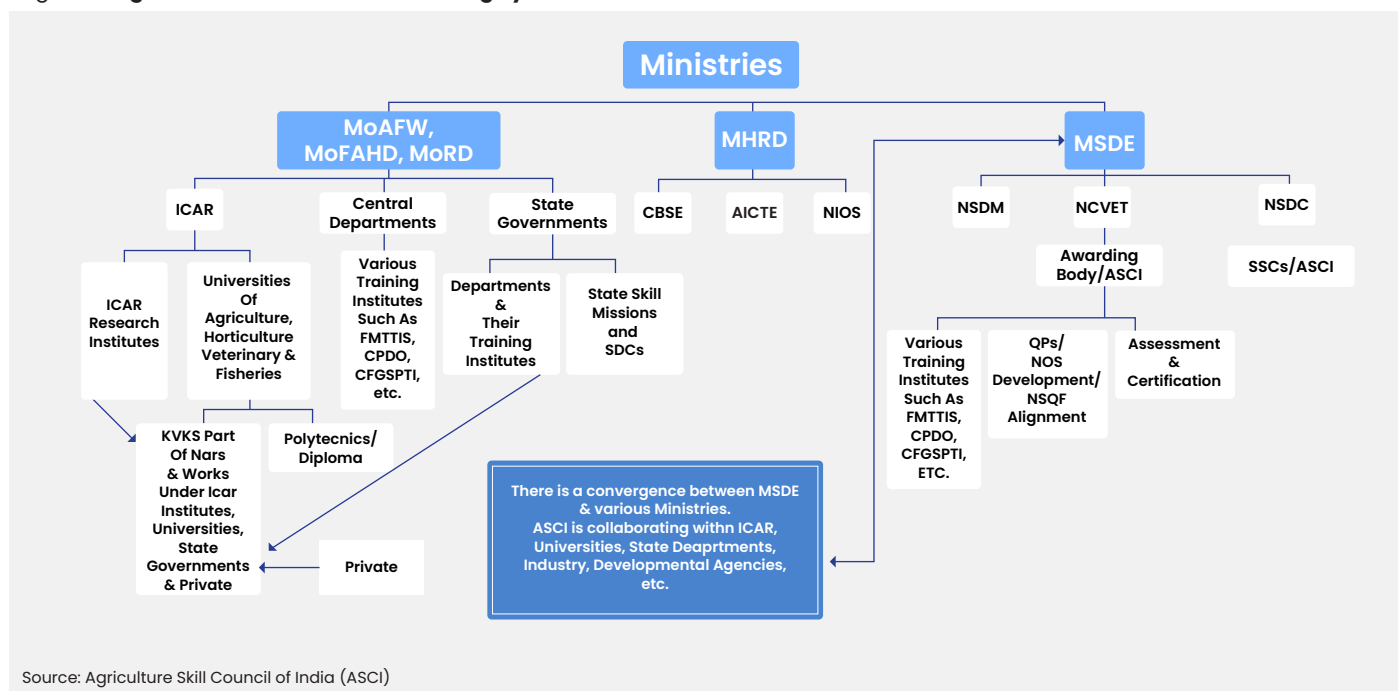 Ministries
MoAFW,
MoFAHD, MoRD
MHRD
MSDE
ICAR
Central
Departments
State
Governments
CBSE
AICTE
NIOS
NSDM
NCVET
NSDC
ICAR
Research
Institutes
Universities
Of
Agriculture,
Horticulture
Veterinary &
Fisheries
Various
Training
Institutes
Such As
FMTTIS,
CPDO,
CFGSPTI,
etc.
Departments
&
Their
Training
Institutes
State Skill
Missions
and
SDCs
Awarding
Body/ASCI
SSCs/ASCI
Various
Training
Institutes
Such As
FMTTIS,
CPDO,
CFGSPTI,
ETC.
QPs/
NOS
Development/
NSQF
Alignment
Assessment
&
Certification
KVKS Part
Of Nars
& Works
Under Icar
Institutes,
Universities,
State
Governments
& Private
Polytecnics/
Diploma
Private
There is a convergence between MSDE
& various Ministries.
ASCI is collaborating withn ICAR,
Universities, State Deaprtments,
Industry, Developmental Agencies,
etc.
Source: Agriculture Skill Council of India (ASCI)